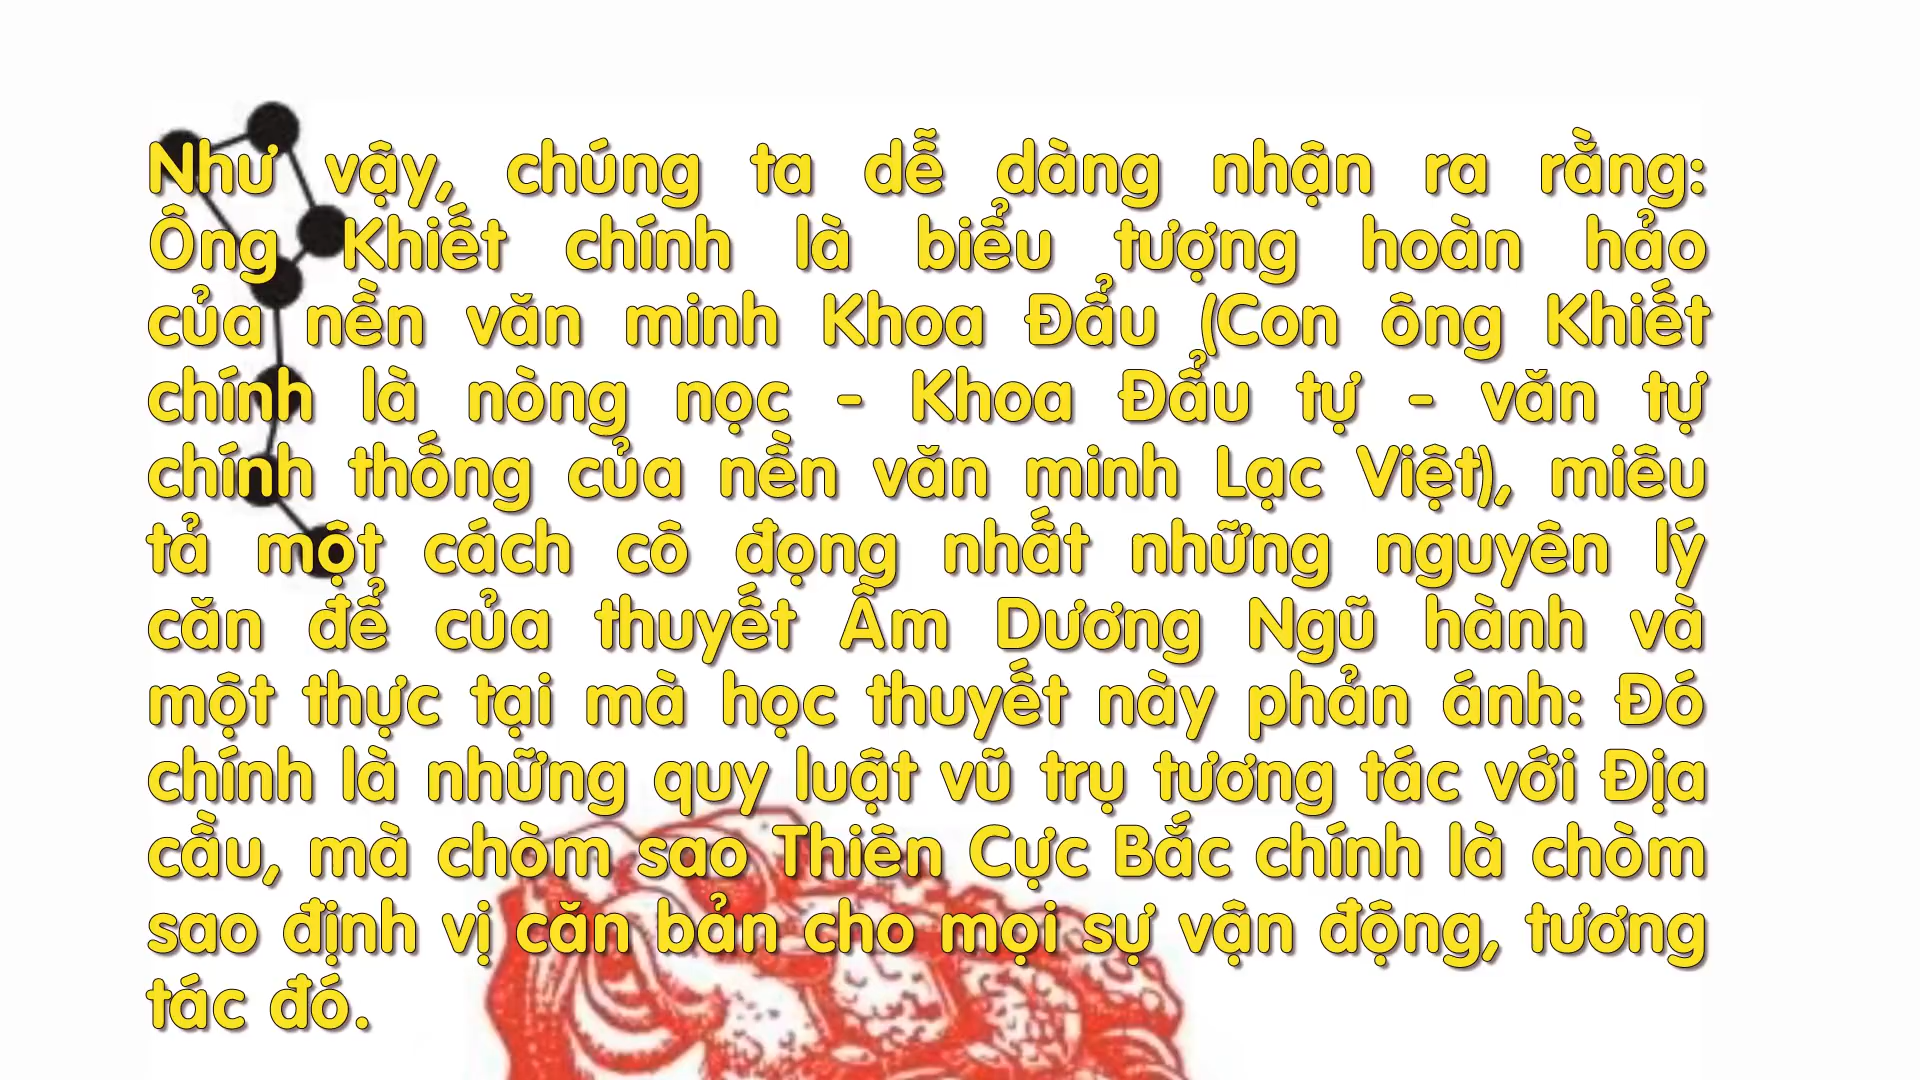 Như vậy, chúng ta dễ dàng nhận ra rằng:
Ông Khiết chính là biểu tượng hoàn hảo
của nền văn minh Khoa Đẩu (Con ông Khiết
chính là nòng nọc - Khoa Đẩu tự - văn tự
chính thống của nền văn minh Lạc Việt), miêu
tả một cách cô đọng nhất những nguyên lý
căn để của thuyết Âm Dương Ngũ hành và
một thực tại mà học thuyết này phản ánh: Đó
chính là những quy luật vũ trụ tương tác với Địa
cầu, mà chòm sao Thiên Cực Bắc chính là chòm
sao định vị căn bản cho mọi sự vận động, tương
tác đó.